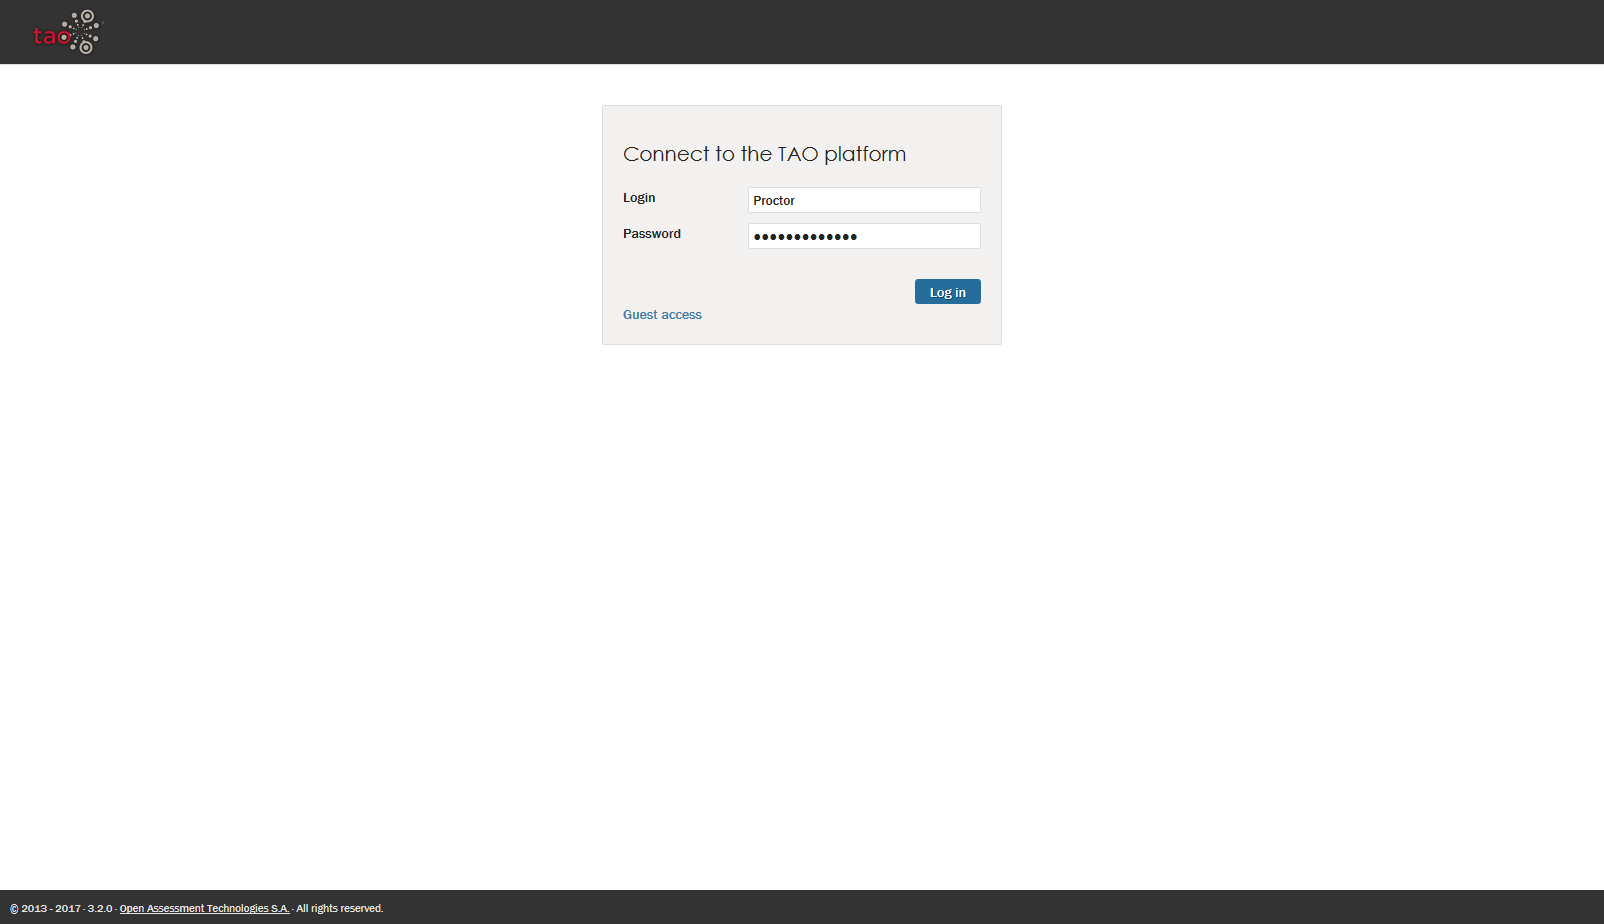 tao
Connect to the TAO platform
Login
Proctor
Password
•••••••••••••
Log in
Guest access
© 2013 - 2017 · 3.2.0 · Open Assessment Technologies S.A. · All rights reserved.